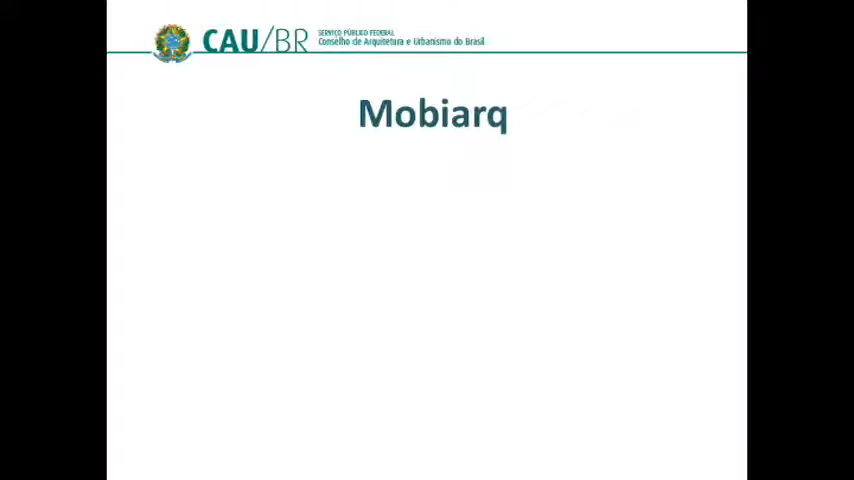 CAU/BR
SERVIÇO PÚBLICO FEDERAL
Conselho de Arquitetura e Urbanismo do Brasil
Mobiarq